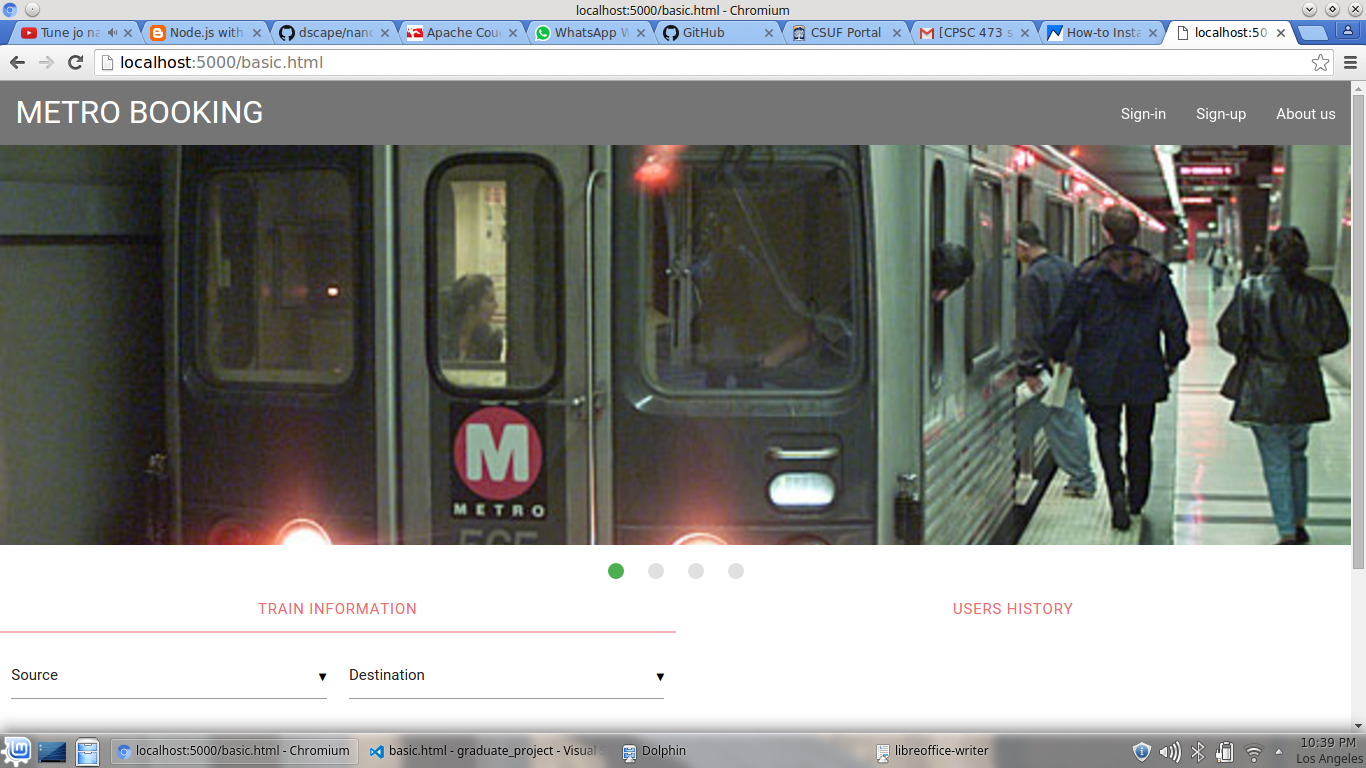 localhost:5000/basic.html - Chromium
Tune jo na
Node.js with
dscape/nano
Apache Cou
WhatsApp W
GitHub
CSUF Portal
[CPSC 473 s
How-to Insta
localhost:50
localhost:5000/basic.html
METRO BOOKING
Sign-in
Sign-up
About us
M
METRO
TRAIN INFORMATION
USERS HISTORY
Source
Destination
localhost:5000/basic.html - Chromium
basic.html - graduate_project - Visual S
Dolphin
libreoffice-writer
10:39 PM
Los Angeles